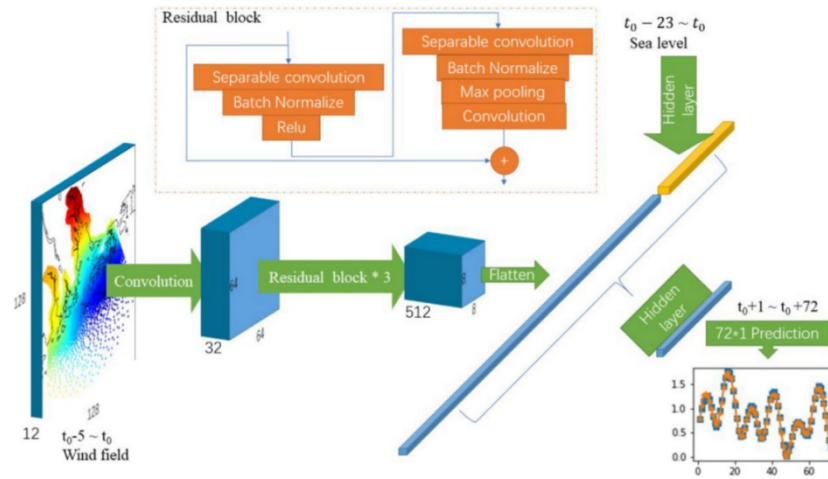 Residual block
Separable convolution
Batch Normalize
Relu
Separable convolution
Batch Normalize
Max pooling
Convolution
+
t₀ − 23 ~ t₀
Sea level
Hidden
layer
128
128
12
t₀-5 ~ t₀
Wind field
Convolution
64
64
32
Residual block * 3
8
8
512
Flatten
Hidden
layer
t₀+1 ~ t₀+72
72*1 Prediction
1.5
1.0
0.5
0.0
0
20
40
60